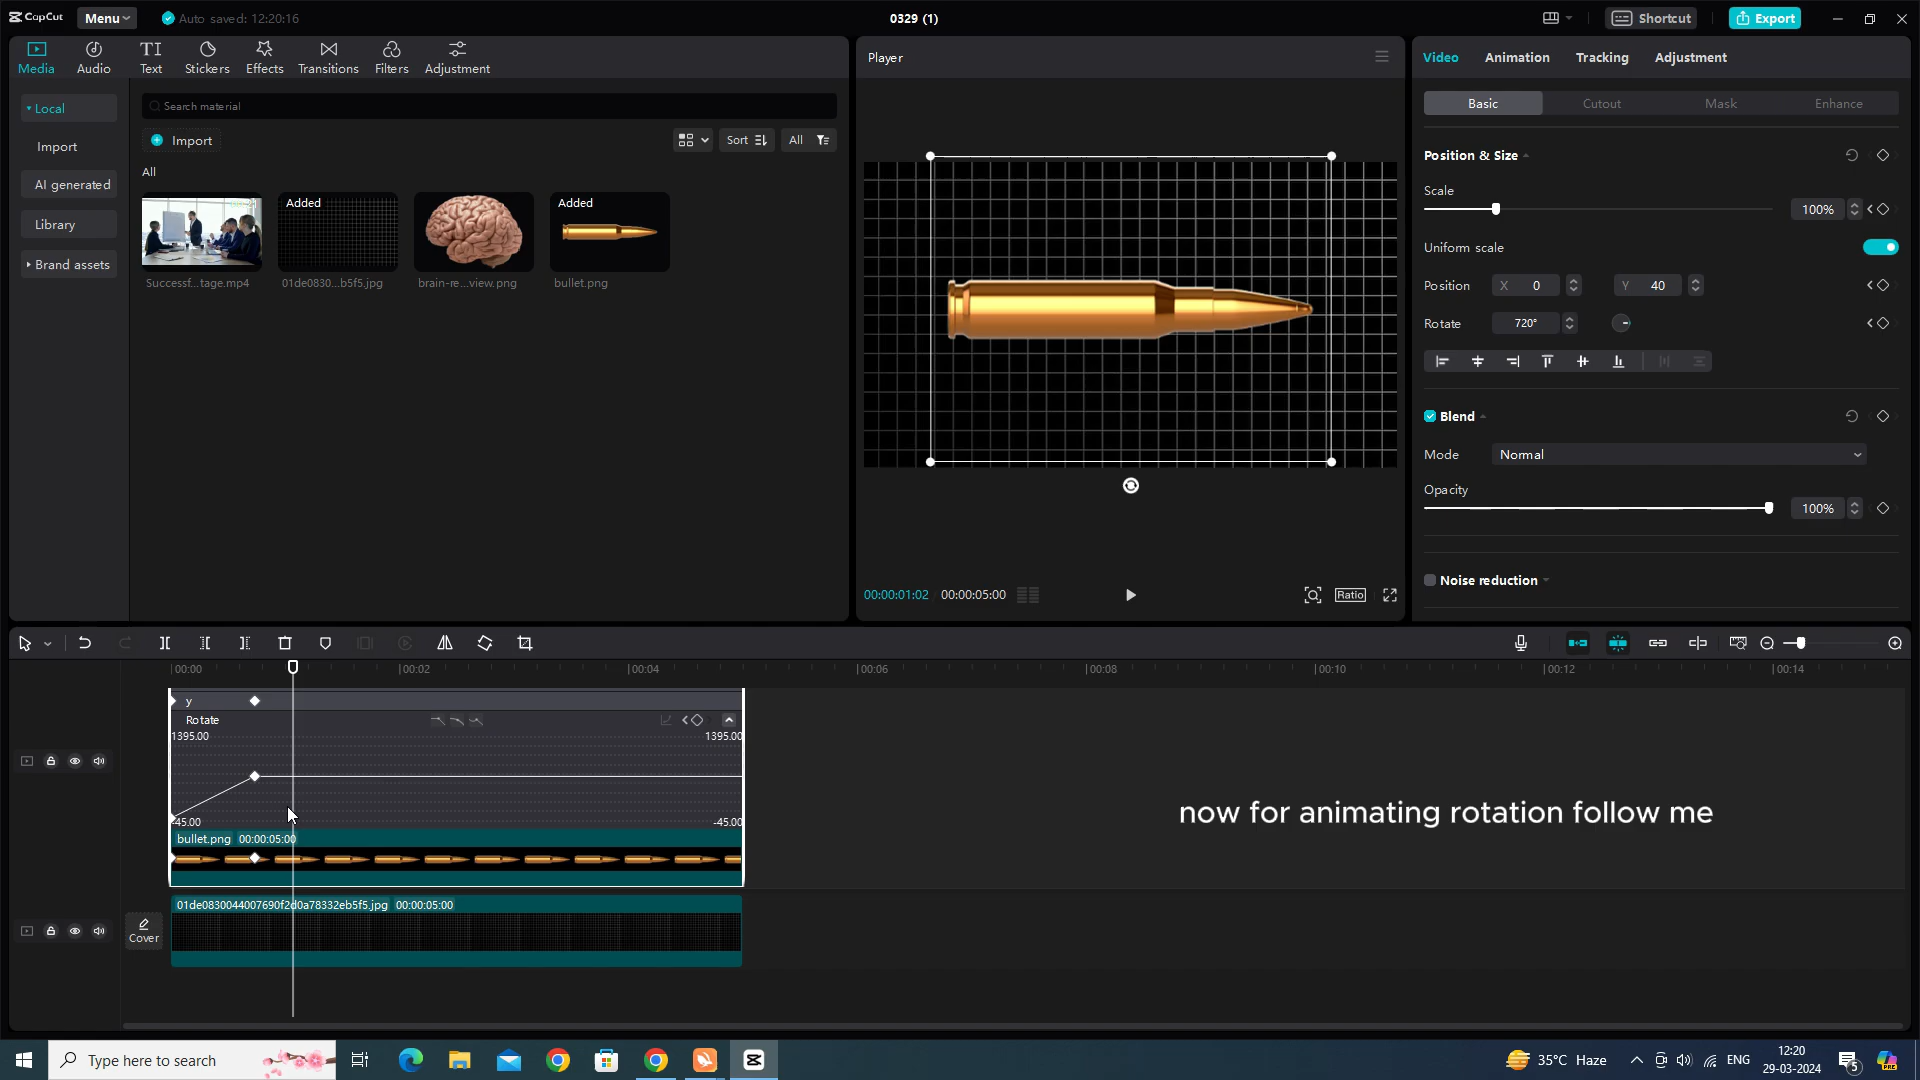 CapCut
Menu
Auto saved: 12:20:16
0329 (1)
Shortcut
Export
Media
Audio
TI
Text
Stickers
Effects
Transitions
Filters
Adjustment
Local
Import
AI generated
Library
Brand assets
Search material
Import
Sort
All
All
Successf...tage.mp4
Added
01de0830...b5f5.jpg
brain-re...view.png
Added
bullet.png
Player
00:00:01:02
00:00:05:00
Ratio
Video
Animation
Tracking
Adjustment
Basic
Cutout
Mask
Enhance
Position & Size
Scale
100%
Uniform scale
Position
X 0
Y 40
Rotate
720°
Blend
Mode
Normal
Opacity
100%
Noise reduction
00:00
00:02
00:04
00:06
00:08
00:10
00:12
00:14
y
Rotate
1395.00
1395.00
-45.00
-45.00
bullet.png 00:00:05:00
01de0830044007690f2d0a78332eb5f5.jpg 00:00:05:00
Cover
now for animating rotation follow me
Type here to search
35°C Haze
ENG
12:20
29-03-2024
5
PRE